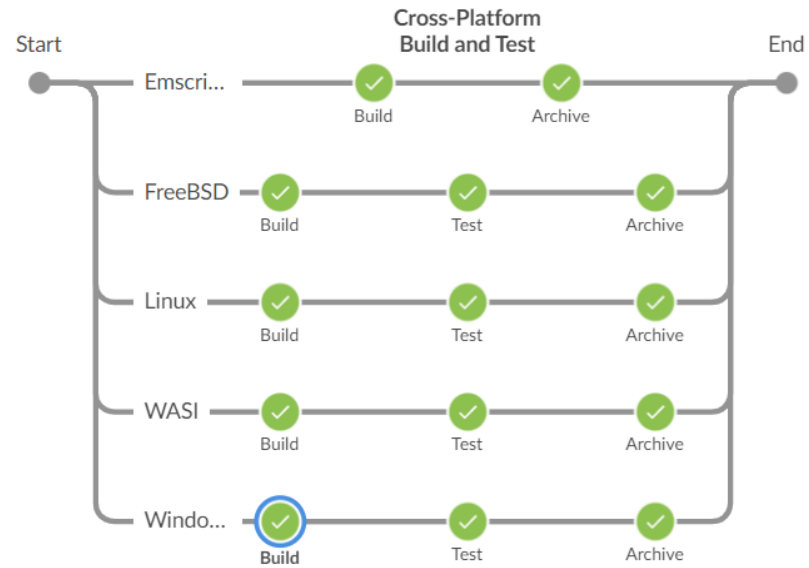 Cross-Platform
Start
Build and Test
End
Emscri...
Build
Archive
FreeBSD
Build
Test
Archive
Linux
Build
Test
Archive
WASI
Build
Test
Archive
Windo...
Build
Test
Archive